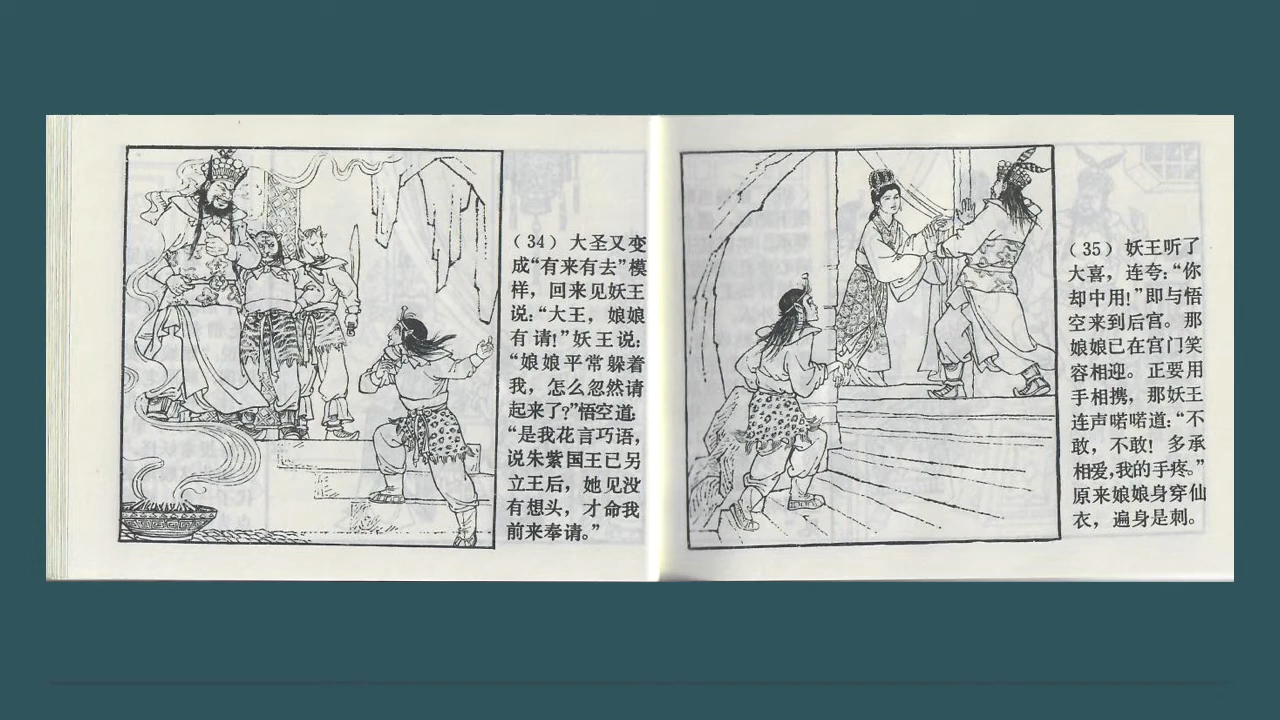 （34） 大圣又变
成“有来有去”模
样，回来见妖王
说：“大王，娘娘
有请！”妖王说：
“娘娘平常躲着
我，怎么忽然请
起来了？”悟空道：
“是我花言巧语，
说朱紫国王已另
立王后，她见没
有想头，才命我
前来奉请。”
（35） 妖王听了
大喜，连夸：“你
却中用！”即与悟
空来到后宫。那
娘娘已在宫门笑
容相迎。正要用
手相携，那妖王
连声喏喏道：“不
敢，不敢！多承
相爱，我的手疼。”
原来娘娘身穿仙
衣，遍身是刺。